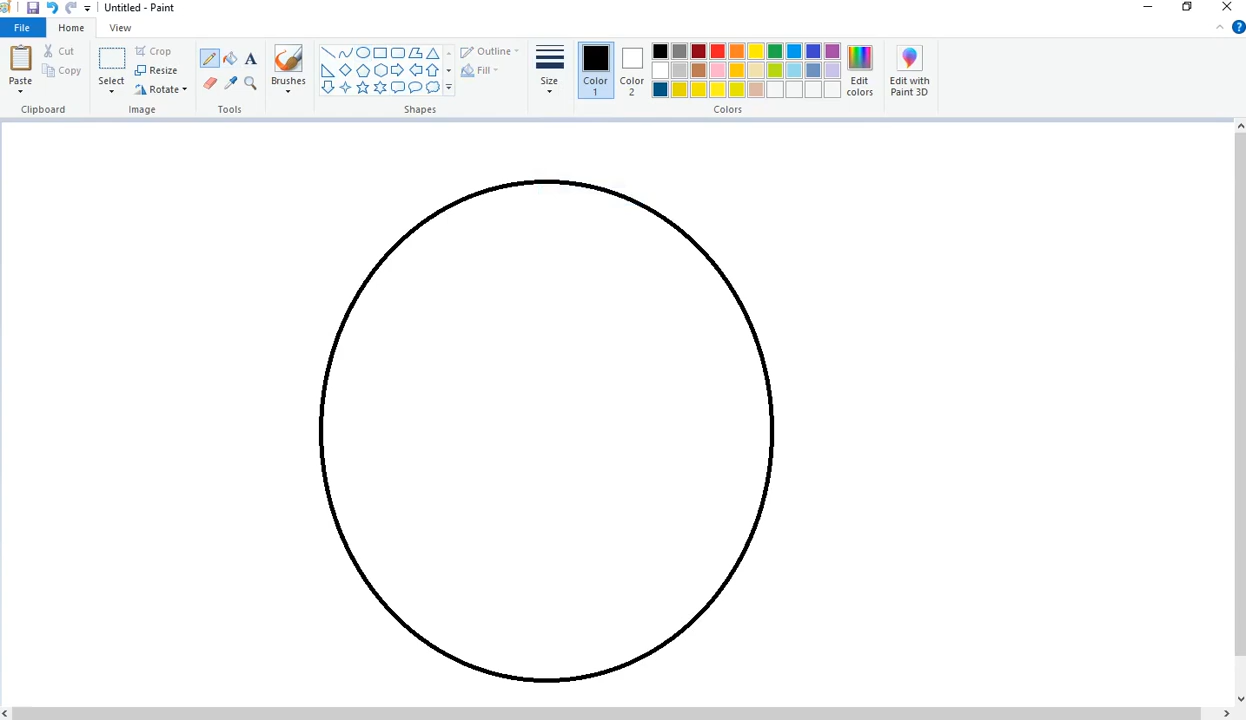 Untitled - Paint
File Home View
Paste
Cut
Copy
Clipboard
Select
Crop
Resize
Rotate
Image
A
Tools
Brushes
Outline
Fill
Shapes
Size
Color 1
Color 2
Colors
Edit colors
Edit with Paint 3D
?